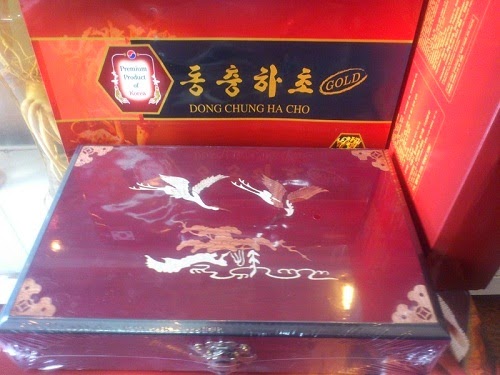 Premium
Product of
Korea
동충하초
GOLD
DONG CHUNG HA CHO